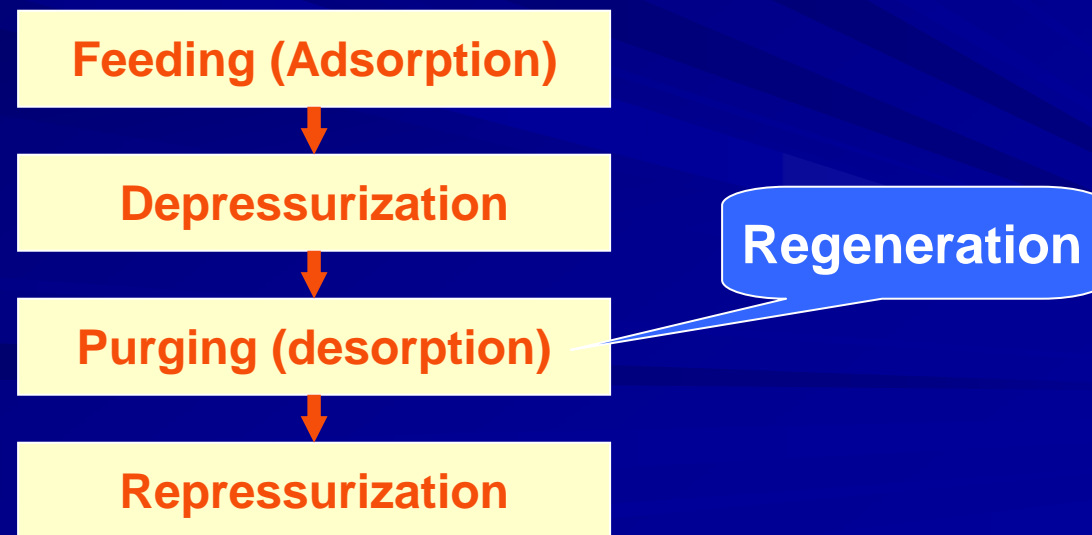 Feeding (Adsorption)
Depressurization
Regeneration
Purging (desorption)
Repressurization